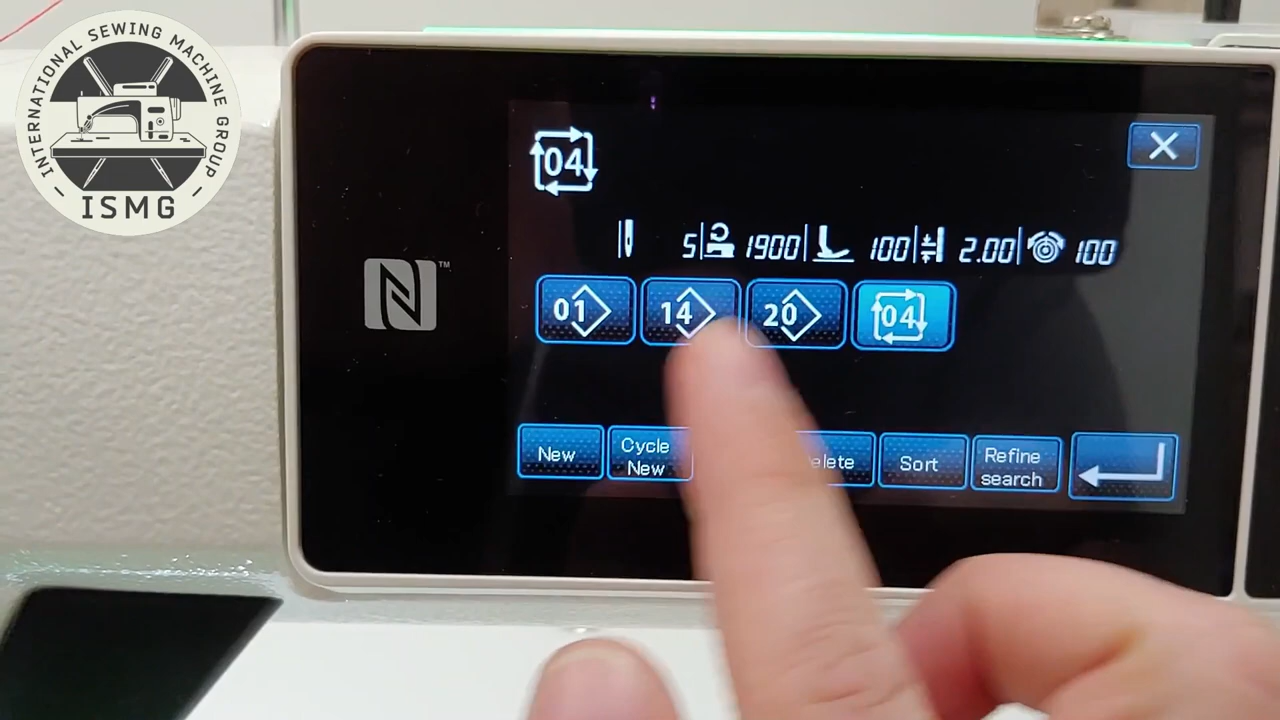 INTERNATIONAL SEWING MACHINE GROUP
ISMG
04
5 1900 100 2.00 100
01 14 20 04
New Cycle New Sort Refine search
TM